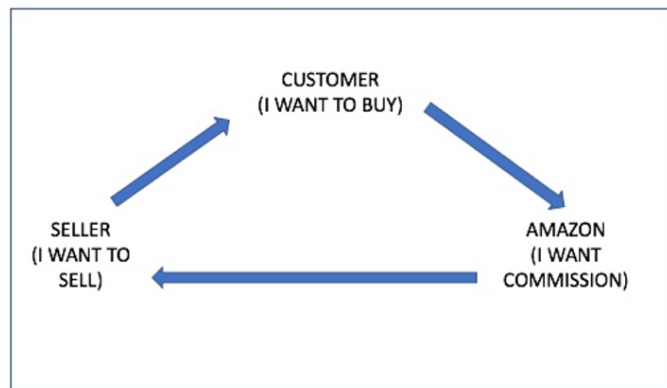 CUSTOMER
(I WANT TO BUY)
SELLER
(I WANT TO
SELL)
AMAZON
(I WANT
COMMISSION)